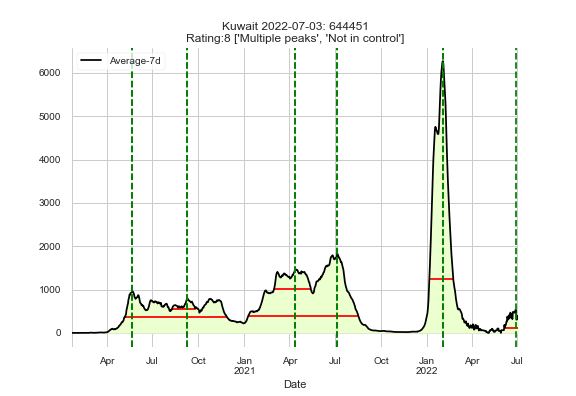 Kuwait 2022-07-03: 644451
Rating:8 ['Multiple peaks', 'Not in control']
Average-7d
6000
5000
4000
3000
2000
1000
0
Apr Jul Oct Jan Apr Jul Oct Jan Apr Jul
2021 2022
Date